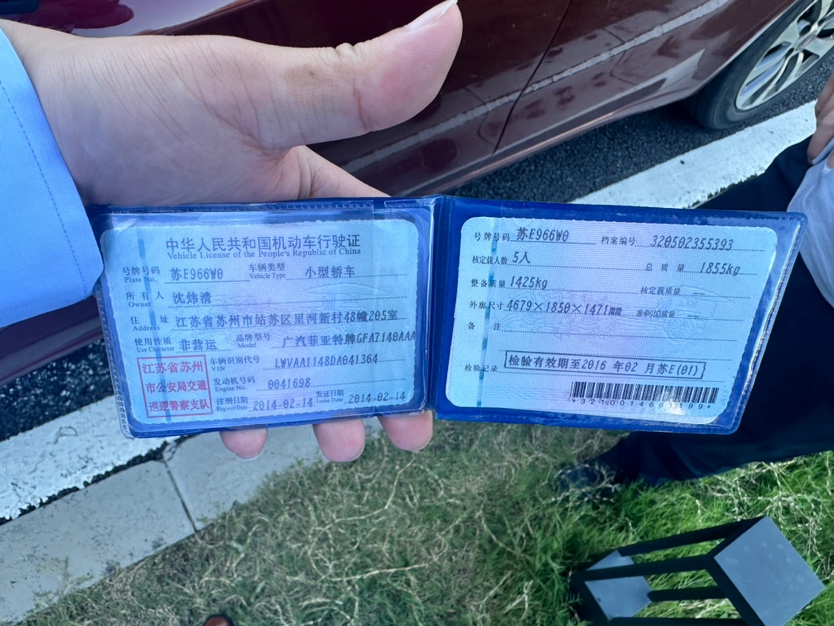 中华人民共和国机动车行驶证
Vehicle License of the People's Republic of China
号牌号码 苏E966W0 车辆类型 小型轿车
Plate No. Vehicle Type
所有人 沈炜清
Owner
住址 江苏省苏州市姑苏区里河新村48幢205室
Address
使用性质 非营运 品牌型号 广汽菲亚特牌GFA7140AAA
Use Character Model
江苏省苏州市公安局交通巡逻警察支队
车辆识别代号 LWVAA1148DA041364
VIN
发动机号码 0041698
Engine No.
注册日期 2014-02-14 发证日期 2014-02-14
Register Date Issue Date
号牌号码 苏E966W0 档案编号 320502355393
核定载人数 5人 总质量 1855kg
整备质量 1425kg 核定载质量 --
外廓尺寸 4679×1850×1471mm 准牵引总质量 --
备注
检验记录 检验有效期至2016年02月苏E(01)